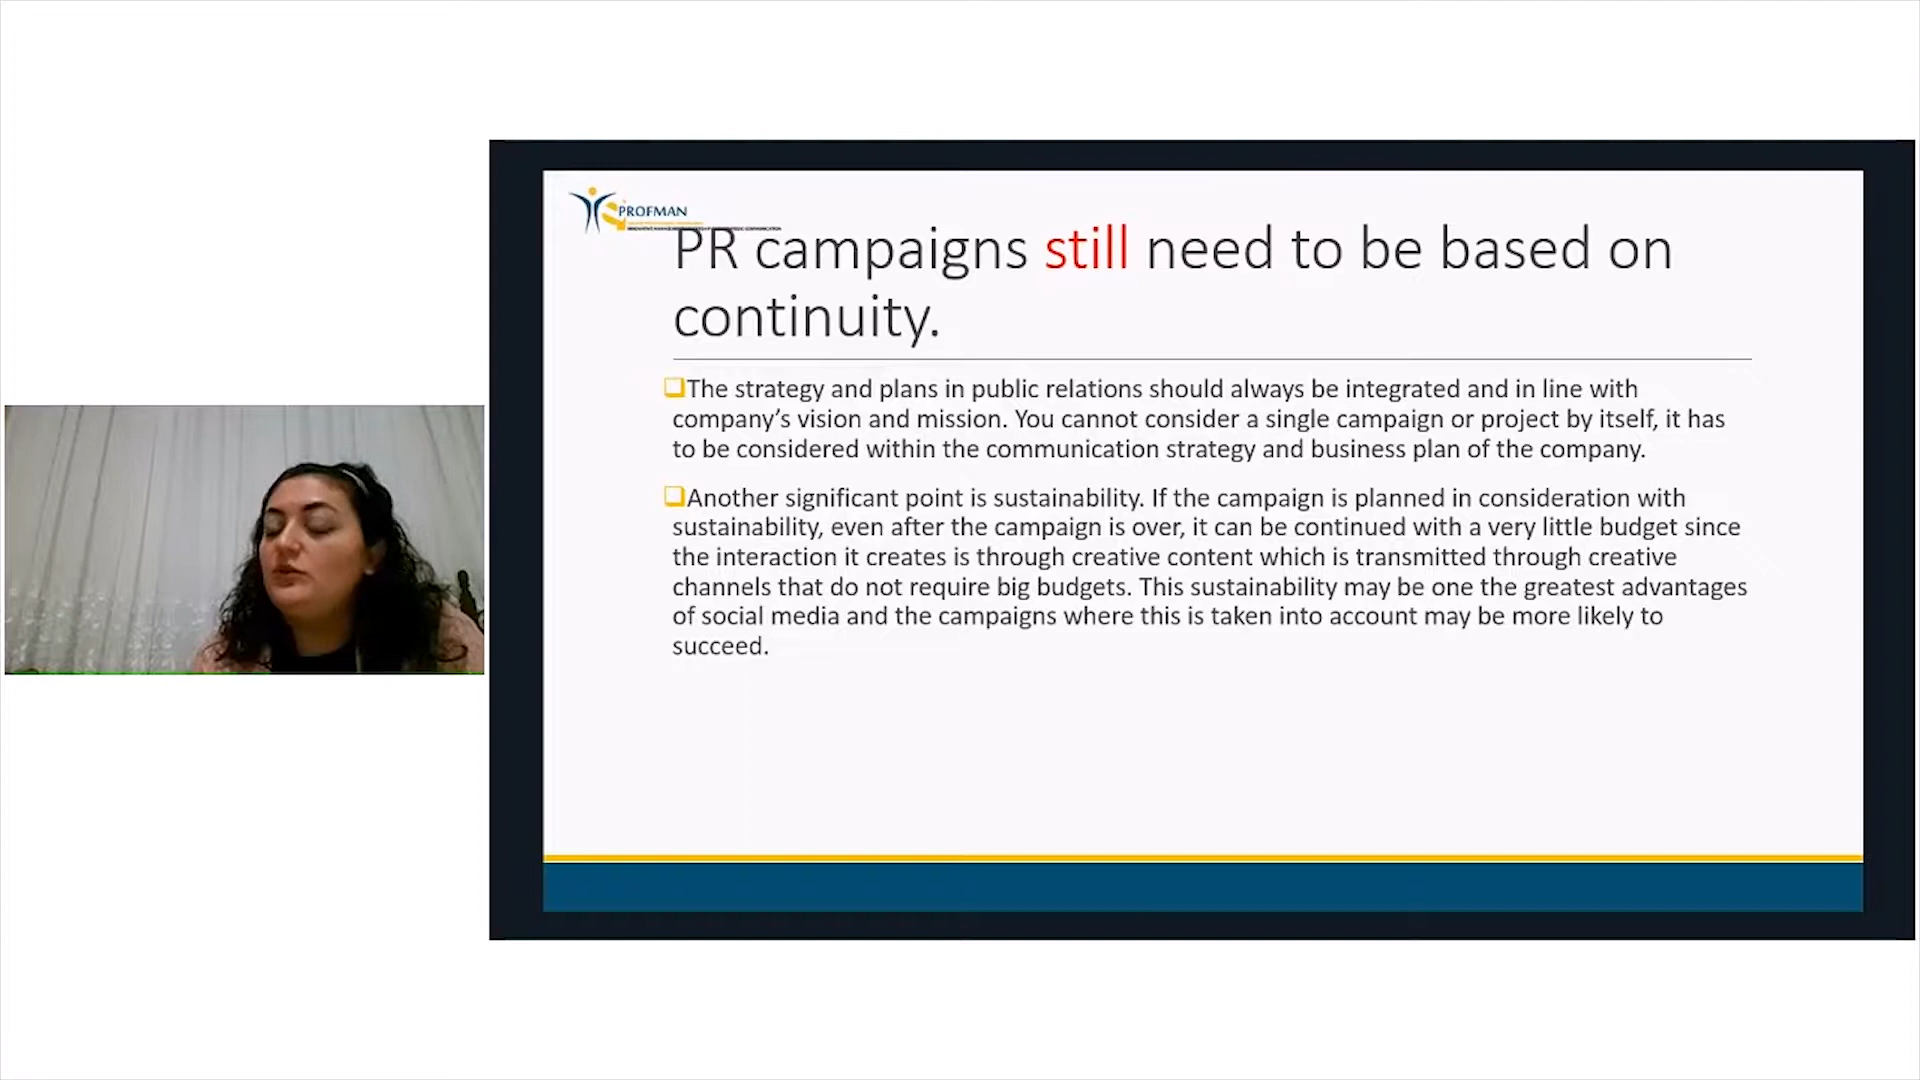 PROFMAN
PR campaigns still need to be based on
continuity.
The strategy and plans in public relations should always be integrated and in line with
company’s vision and mission. You cannot consider a single campaign or project by itself, it has
to be considered within the communication strategy and business plan of the company.
Another significant point is sustainability. If the campaign is planned in consideration with
sustainability, even after the campaign is over, it can be continued with a very little budget since
the interaction it creates is through creative content which is transmitted through creative
channels that do not require big budgets. This sustainability may be one the greatest advantages
of social media and the campaigns where this is taken into account may be more likely to
succeed.